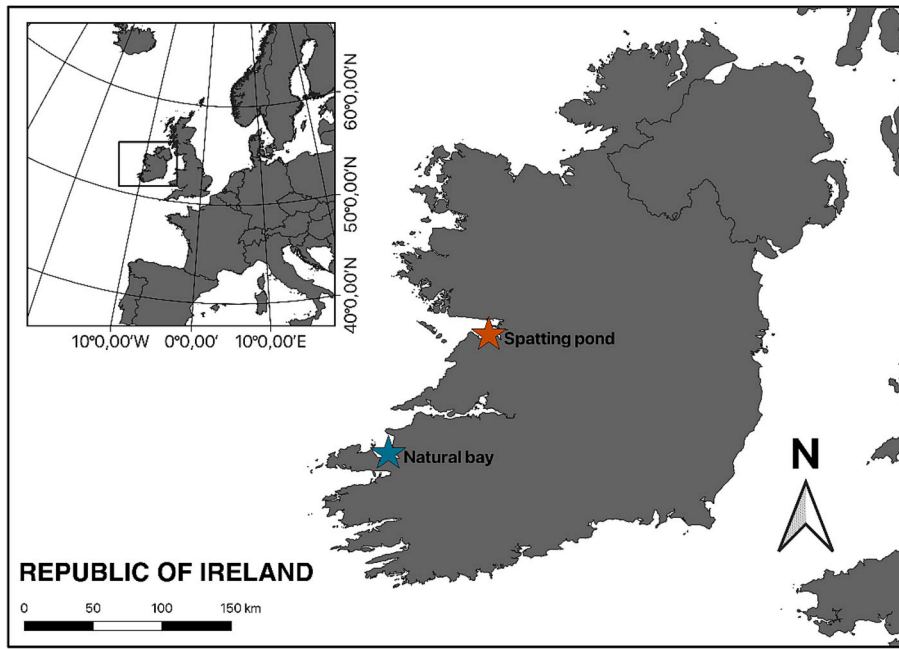 60°0,00'N
50°0,00'N
40°0,00'N
10°0,00'W 0°0,00' 10°0,00'E
Spatting pond
Natural bay
N
REPUBLIC OF IRELAND
0 50 100 150 km